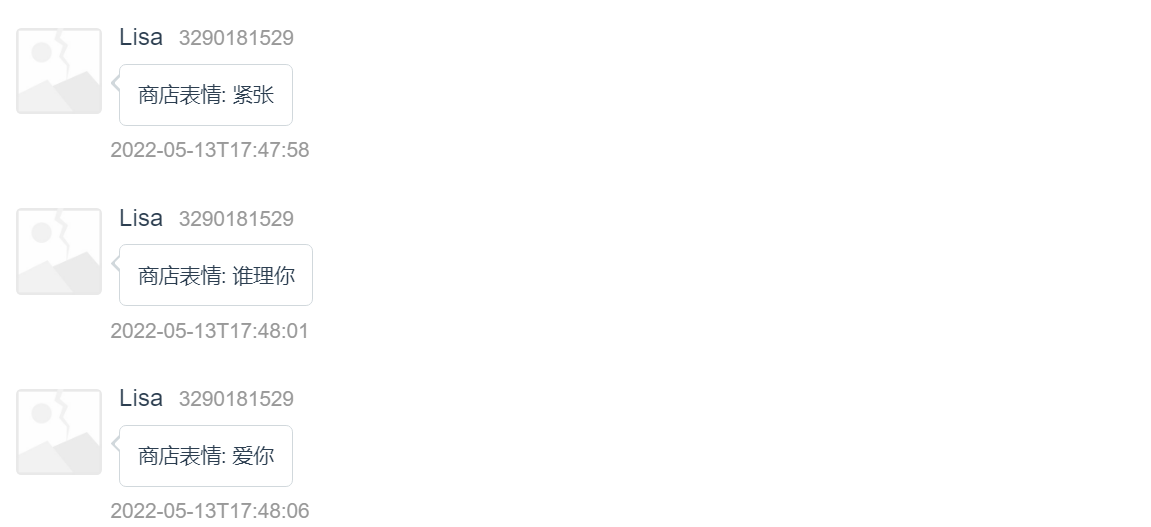 Lisa 3290181529
商店表情: 紧张
2022-05-13T17:47:58
Lisa 3290181529
商店表情: 谁理你
2022-05-13T17:48:01
Lisa 3290181529
商店表情: 爱你
2022-05-13T17:48:06